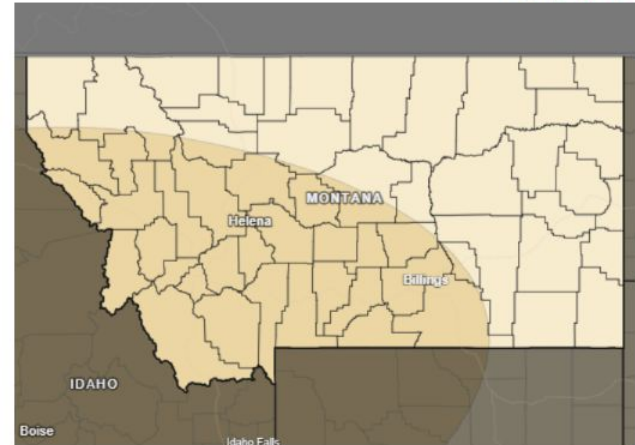 MONTANA
Helena
Billings
IDAHO
Boise
Idaho Falls